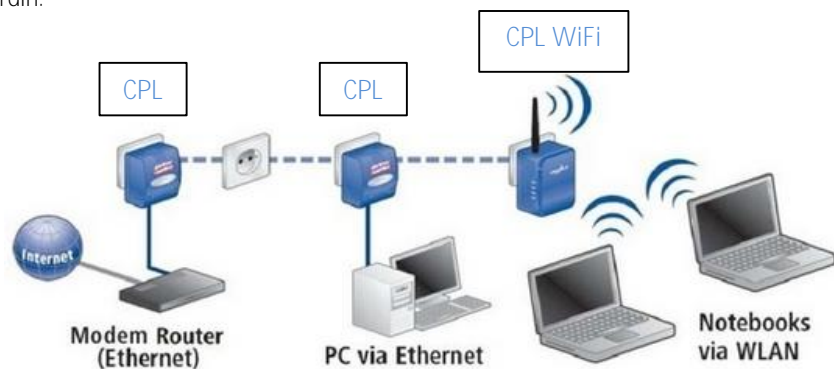 CPL WiFi
CPL
CPL
Internet
Modem Router
(Ethernet)
PC via Ethernet
Notebooks
via WLAN